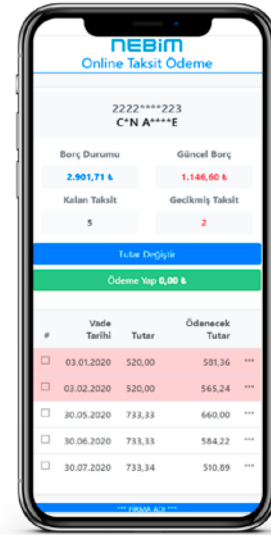 NEBiM
Online Taksit Ödeme
2222****223
C*N A****E
Borç Durumu Güncel Borç
2.901,71 ₺ 1.146,60 ₺
Kalan Taksit Gecikmiş Taksit
5 2
Tutar Değiştir
Ödeme Yap 0,00 ₺
# Vade Tarihi Tutar Ödenecek Tutar
03.01.2020 520,00 581,36 ***
03.02.2020 520,00 565,24 ***
30.05.2020 733,33 660,00 ***
30.06.2020 733,33 584,22 ***
30.07.2020 733,34 510,89 ***
*** FİRMA ADI ***